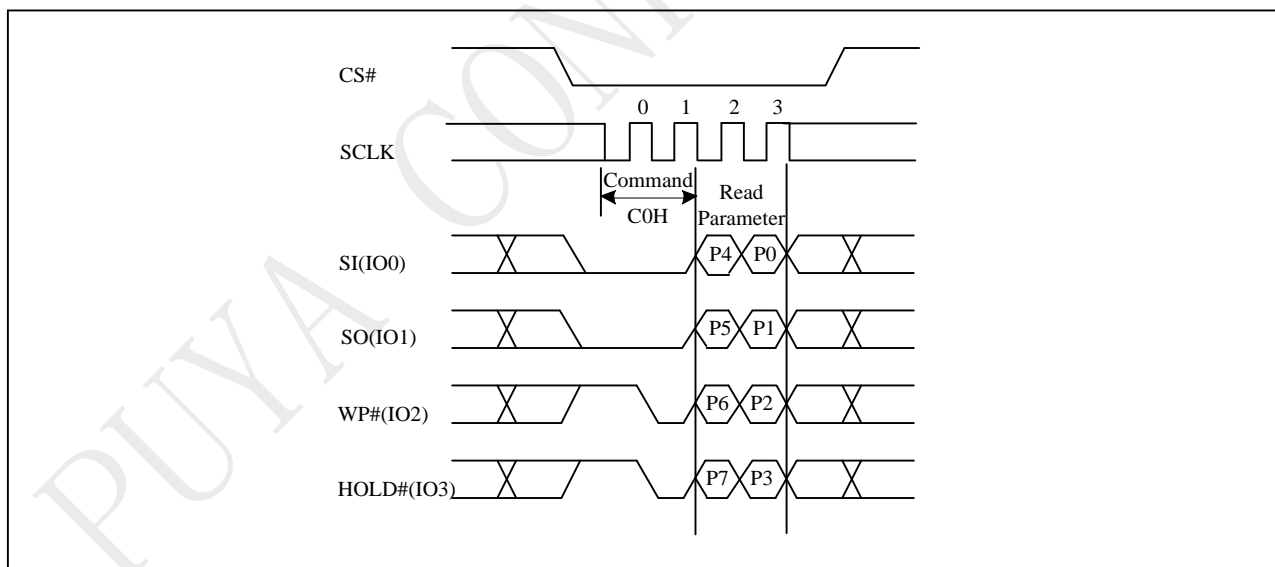 PUYA CONF
CS#
0 1 2 3
SCLK
Command
C0H
Read
Parameter
SI(IO0)
P4 P0
SO(IO1)
P5 P1
WP#(IO2)
P6 P2
HOLD#(IO3)
P7 P3